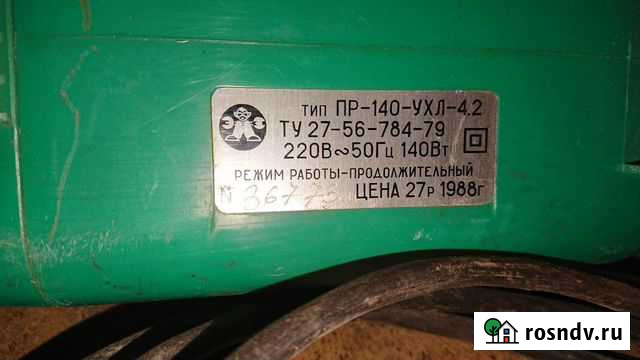 ТИП ПР-140-УХЛ-4.2
ТУ 27-56-784-79
220В~50Гц 140Вт
РЕЖИМ РАБОТЫ-ПРОДОЛЖИТЕЛЬНЫЙ
N 36773 ЦЕНА 27р 1988г
rosndv.ru